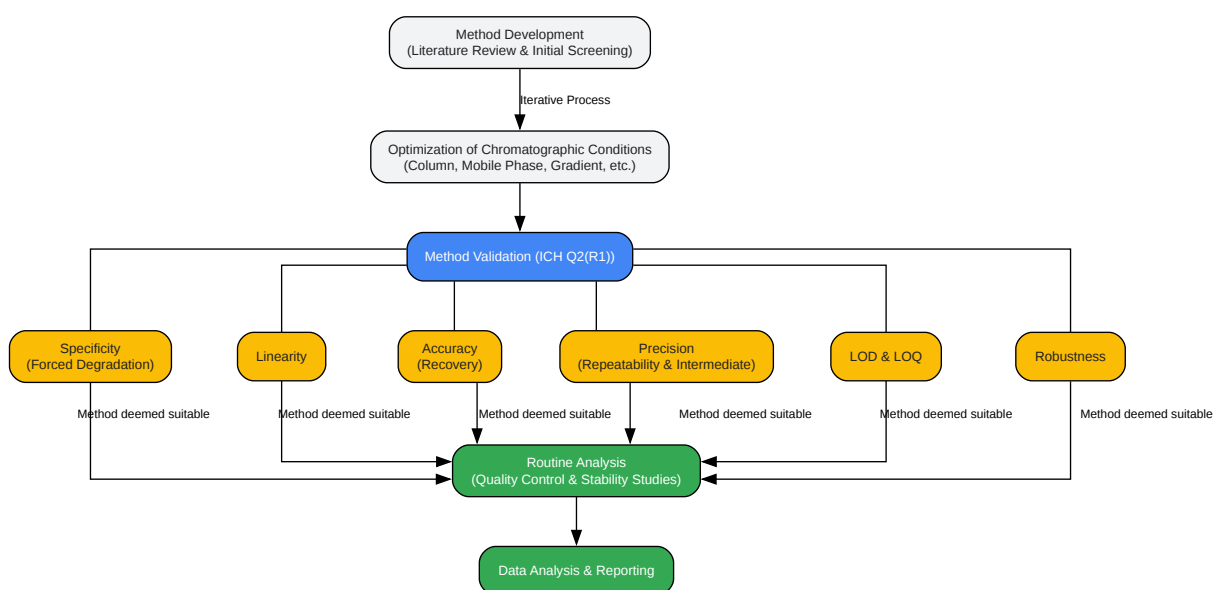 Method Development
(Literature Review & Initial Screening)
Iterative Process
Optimization of Chromatographic Conditions
(Column, Mobile Phase, Gradient, etc.)
Method Validation (ICH Q2(R1))
Specificity
(Forced Degradation)
Linearity
Accuracy
(Recovery)
Precision
(Repeatability & Intermediate)
LOD & LOQ
Robustness
Method deemed suitable
Method deemed suitable
Method deemed suitable
Method deemed suitable
Method deemed suitable
Method deemed suitable
Routine Analysis
(Quality Control & Stability Studies)
Data Analysis & Reporting